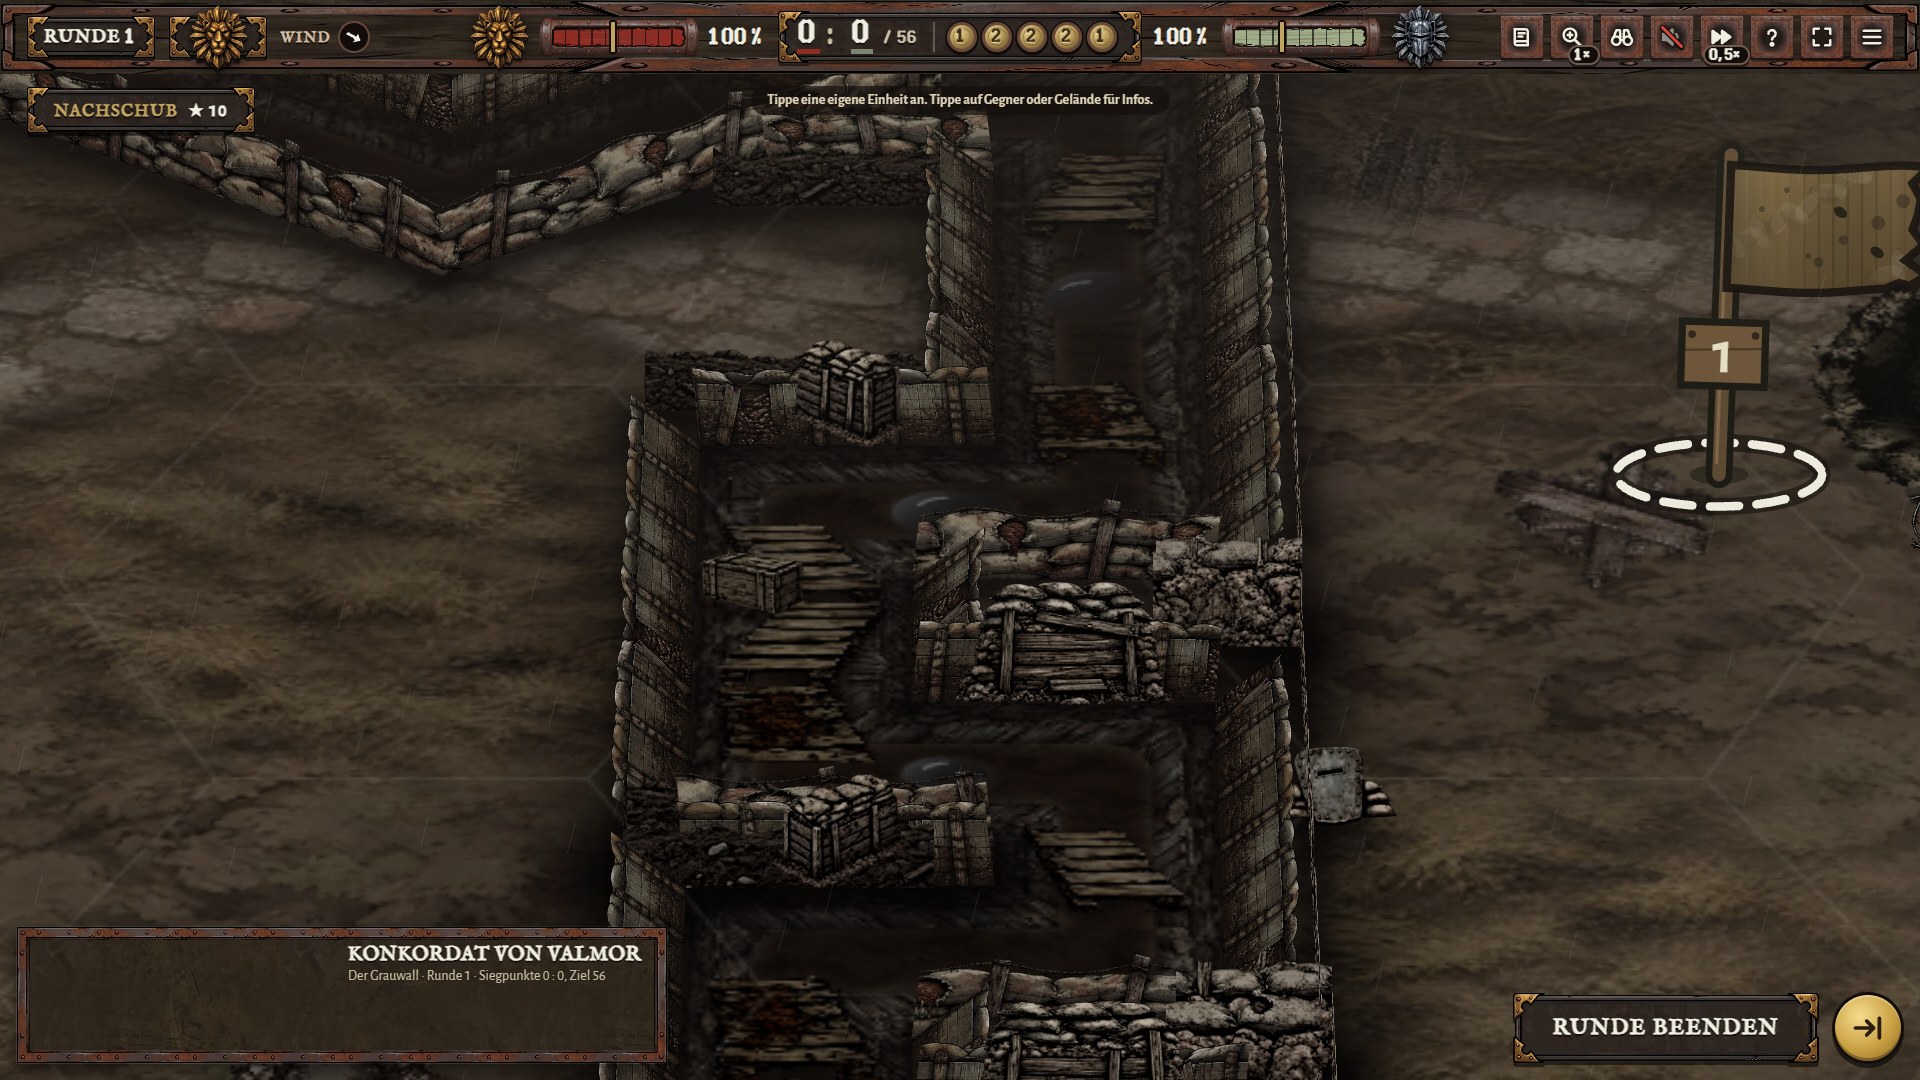 RUNDE 1
WIND
100%
0 : 0 / 56
1 2 2 2 1
100%
1×
0,5×
?
NACHSCHUB ★ 10
Tippe eine eigene Einheit an. Tippe auf Gegner oder Gelände für Infos.
1
KONKORDAT VON VALMOR
Der Grauwall · Runde 1 · Siegpunkte 0 : 0, Ziel 56
RUNDE BEENDEN